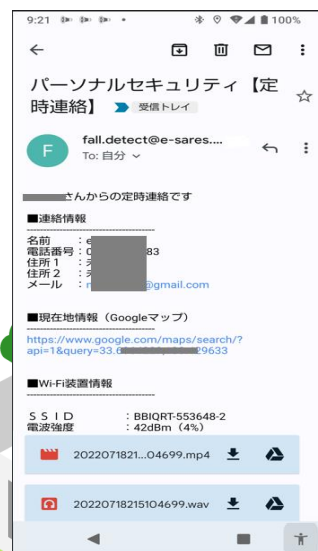 9:21
100%
パーソナルセキュリティ【定
時連絡】 受信トレイ
F
fall.detect@e-sares....
To: 自分
さんからの定時連絡です
■連絡情報
名前 : e
電話番号 : 0 83
住所1 :
住所2 :
メール : @gmail.com
■現在地情報（Googleマップ）
https://www.google.com/maps/search/?
api=1&query=33. 29633
■Wi-Fi装置情報
SSID : BBIQRT-553648-2
電波強度 : 42dBm（4%）
2022071821...04699.mp4
20220718215104699.wav